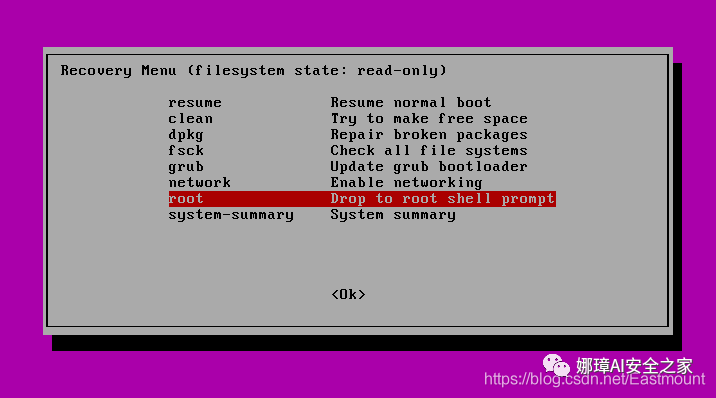 Recovery Menu (filesystem state: read-only)
resume Resume normal boot
clean Try to make free space
dpkg Repair broken packages
fsck Check all file systems
grub Update grub bootloader
network Enable networking
root Drop to root shell prompt
system-summary System summary
<Ok>
娜璋AI安全之家
https://blog.csdn.net/Eastmount